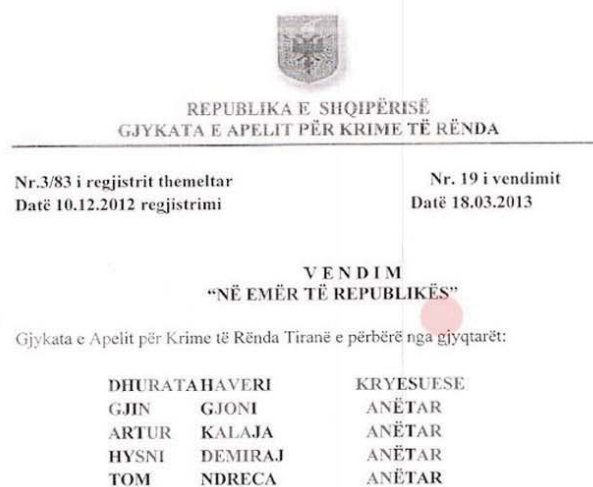 REPUBLIKA E SHQIPËRISË
GJYKATA E APELIT PËR KRIME TË RËNDA
Nr.3/83 i regjistrit themeltar Nr. 19 i vendimit
Datë 10.12.2012 regjistrimi Datë 18.03.2013
V E N D I M
“NË EMËR TË REPUBLIKËS”
Gjykata e Apelit për Krime të Rënda Tiranë e përbërë nga gjyqtarët:
DHURATA HAVERI KRYESUESE
GJIN GJONI ANËTAR
ARTUR KALAJA ANËTAR
HYSNI DEMIRAJ ANËTAR
TOM NDRECA ANËTAR